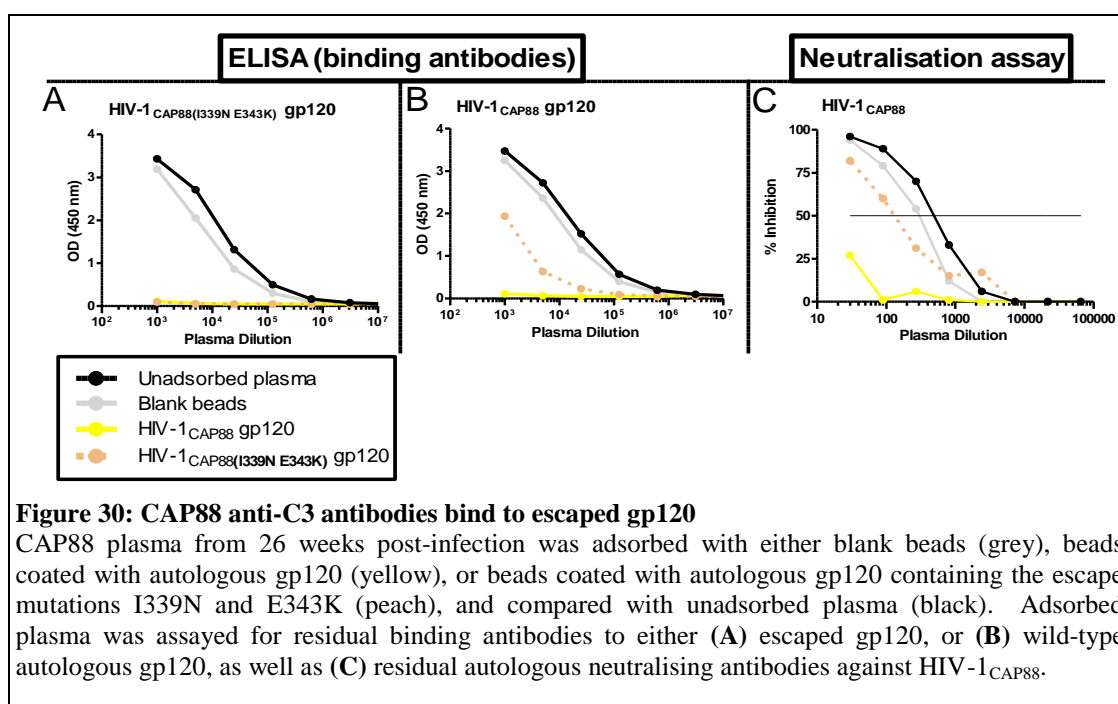 ELISA (binding antibodies)
Neutralisation assay
A
HIV-1CAP88(I339N E343K) gp120
OD (450 nm)
4
3
2
1
0
10² 10³ 10⁴ 10⁵ 10⁶ 10⁷
Plasma Dilution
B
HIV-1CAP88 gp120
OD (450 nm)
4
3
2
1
0
10² 10³ 10⁴ 10⁵ 10⁶ 10⁷
Plasma Dilution
C
HIV-1CAP88
% Inhibition
100
75
50
25
0
10 100 1000 10000 100000
Plasma Dilution
Unadsorbed plasma
Blank beads
HIV-1CAP88 gp120
HIV-1CAP88(I339N E343K) gp120
Figure 30: CAP88 anti-C3 antibodies bind to escaped gp120
CAP88 plasma from 26 weeks post-infection was adsorbed with either blank beads (grey), beads
coated with autologous gp120 (yellow), or beads coated with autologous gp120 containing the escape
mutations I339N and E343K (peach), and compared with unadsorbed plasma (black). Adsorbed
plasma was assayed for residual binding antibodies to either (A) escaped gp120, or (B) wild-type
autologous gp120, as well as (C) residual autologous neutralising antibodies against HIV-1CAP88.